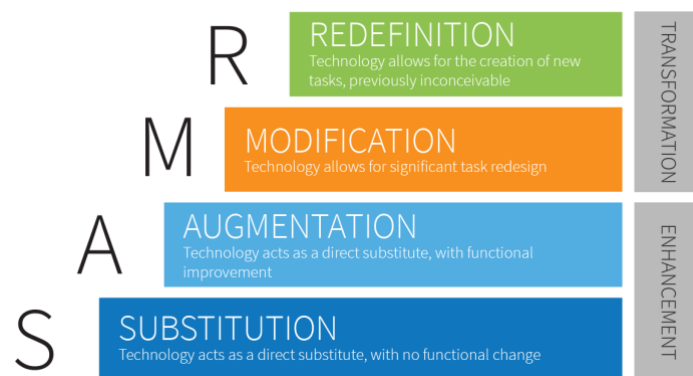 R
REDEFINITION
Technology allows for the creation of new
tasks, previously inconceivable
TRANSFORMATION
M
MODIFICATION
Technology allows for significant task redesign
A
AUGMENTATION
Technology acts as a direct substitute, with functional
improvement
ENHANCEMENT
S
SUBSTITUTION
Technology acts as a direct substitute, with no functional change